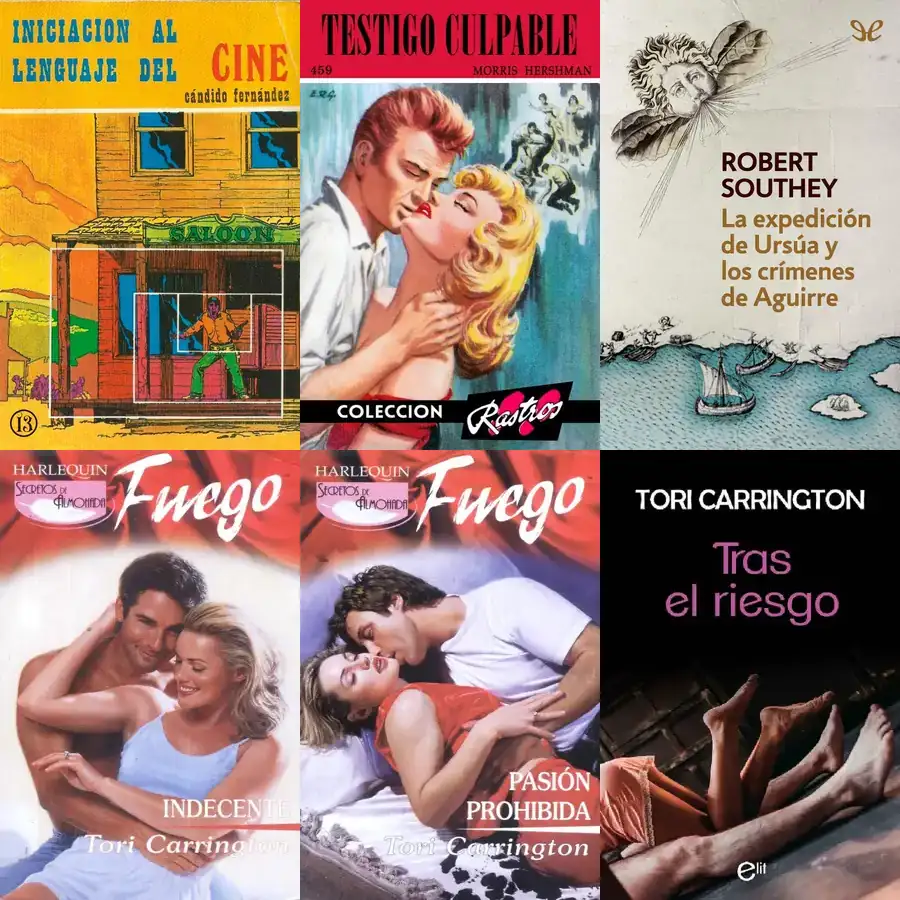 INICIACION AL
LENGUAJE DEL CINE
cándido fernández
SALOON
13
TESTIGO CULPABLE
459 MORRIS HERSHMAN
E.R.G.
COLECCION Rastros
ROBERT
SOUTHEY
La expedición
de Ursúa y
los crímenes
de Aguirre
HARLEQUIN
SECRETOS DE
ALMOHADA
Fuego
INDECENTE
Tori Carrington
HARLEQUIN
SECRETOS DE
ALMOHADA
Fuego
PASIÓN
PROHIBIDA
Tori Carrington
TORI CARRINGTON
Tras
el riesgo
elit